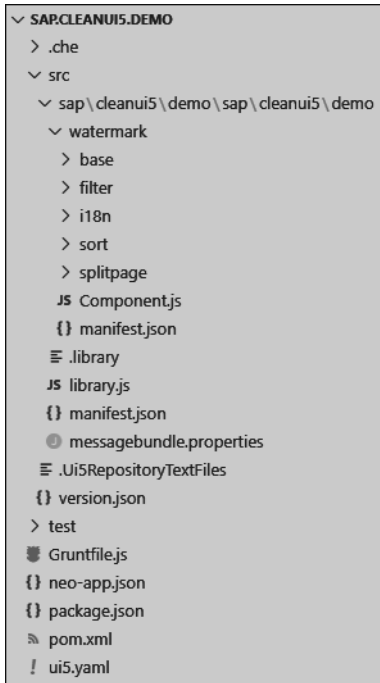 SAP.CLEANUI5.DEMO
.che
src
sap\cleanui5\demo\sap\cleanui5\demo
watermark
base
filter
i18n
sort
splitpage
JS Component.js
{} manifest.json
.library
JS library.js
{} manifest.json
J messagebundle.properties
.Ui5RepositoryTextFiles
{} version.json
test
Gruntfile.js
{} neo-app.json
{} package.json
pom.xml
! ui5.yaml